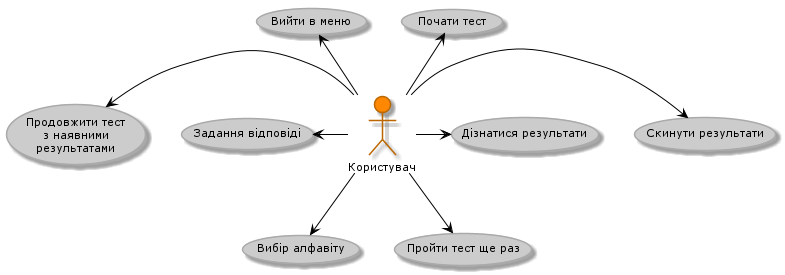 Вийти в меню
Почати тест
Продовжити тест
з наявними
результатами
Задання відповіді
Дізнатися результати
Скинути результати
Користувач
Вибір алфавіту
Пройти тест ще раз